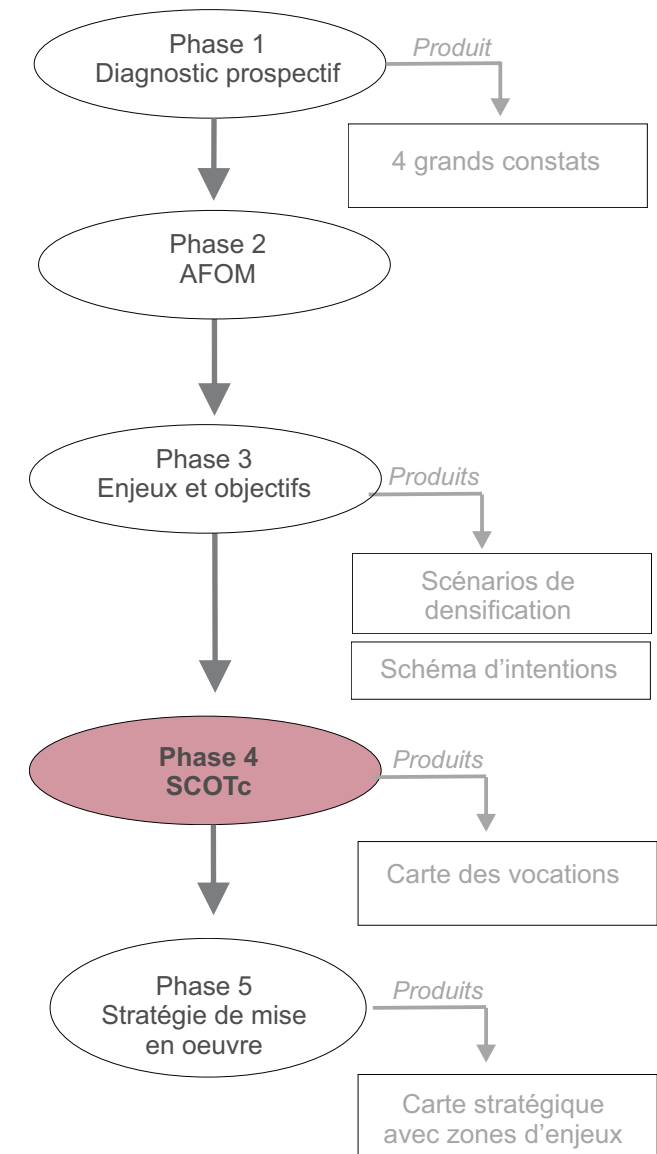 Phase 1
Diagnostic prospectif
Produit
4 grands constats
Phase 2
AFOM
Phase 3
Enjeux et objectifs
Produits
Scénarios de
densification
Schéma d'intentions
Phase 4
SCOTc
Produits
Carte des vocations
Phase 5
Stratégie de mise
en oeuvre
Produits
Carte stratégique
avec zones d'enjeux